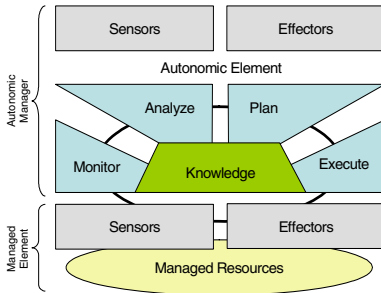 Sensors
Effectors
Autonomic Element
Autonomic
Manager
Analyze
Plan
Monitor
Knowledge
Execute
Managed
Element
Sensors
Effectors
Managed Resources